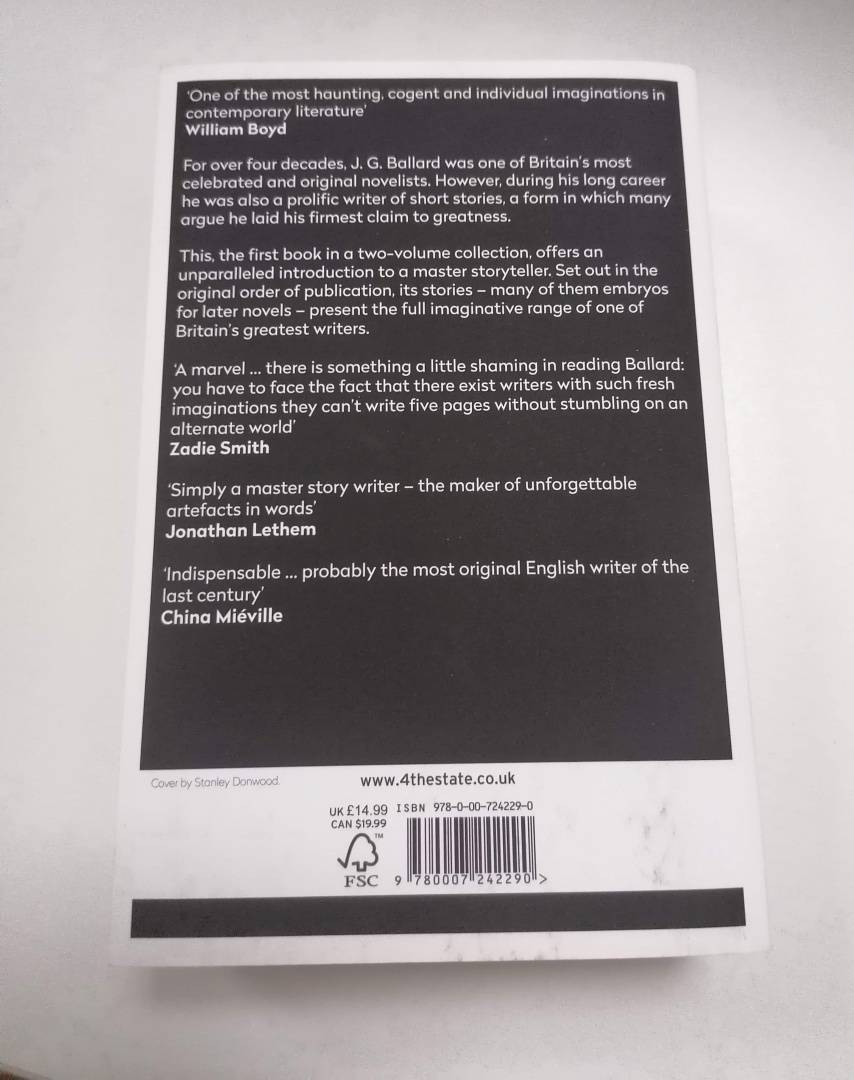 ‘One of the most haunting, cogent and individual imaginations in
contemporary literature’
William Boyd
For over four decades, J. G. Ballard was one of Britain’s most
celebrated and original novelists. However, during his long career
he was also a prolific writer of short stories, a form in which many
argue he laid his firmest claim to greatness.
This, the first book in a two-volume collection, offers an
unparalleled introduction to a master storyteller. Set out in the
original order of publication, its stories – many of them embryos
for later novels – present the full imaginative range of one of
Britain’s greatest writers.
‘A marvel ... there is something a little shaming in reading Ballard:
you have to face the fact that there exist writers with such fresh
imaginations they can’t write five pages without stumbling on an
alternate world’
Zadie Smith
‘Simply a master story writer – the maker of unforgettable
artefacts in words’
Jonathan Lethem
‘Indispensable ... probably the most original English writer of the
last century’
China Miéville
Cover by Stanley Donwood.
www.4thestate.co.uk
UK £14.99
CAN $19.99
ISBN 978-0-00-724229-0
TM
FSC
9 780007 242290 >